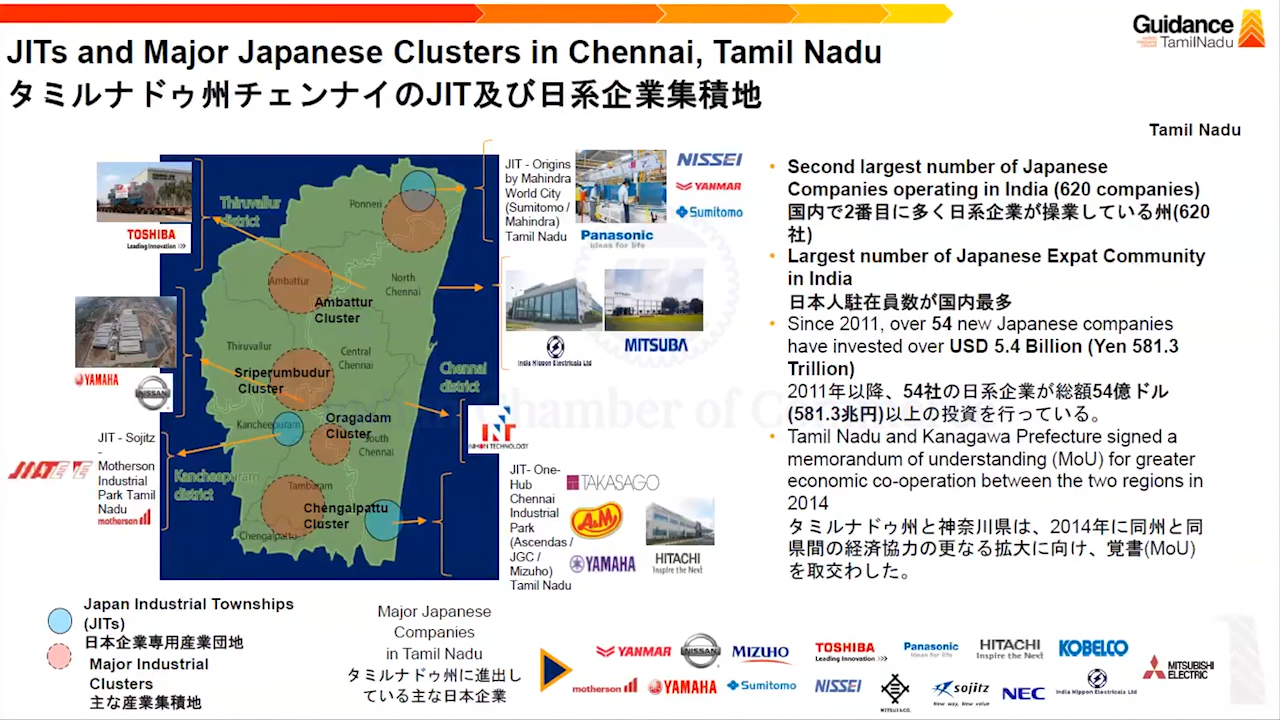 Guidance
TamilNadu
JITs and Major Japanese Clusters in Chennai, Tamil Nadu
タミルナドゥ州チェンナイのJIT及び日系企業集積地
Tamil Nadu
TOSHIBA
Leading Innovation >>>
YAMAHA
NISSAN
JIT - Sojitz
-
Motherson
Industrial
Park Tamil
Nadu
motherson
Thiruvallur
district
Ponneri
Ambattur
North
Chennai
Ambattur
Cluster
Thiruvallur
Central
Chennai
Chennai
district
Sriperumbudur
Cluster
Oragadam
Cluster
Kancheepuram
South
Chennai
Kancheepuram
district
Tambaram
Chengalpattu
Cluster
Chengalpattu
JIT - Origins
by Mahindra
World City
(Sumitomo /
Mahindra)
Tamil Nadu
NISSEI
YANMAR
Sumitomo
Panasonic
ideas for life
India Nippon Electricals Ltd
MITSUBA
NT
NIHON TECHNOLOGY
JIT- One-
Hub
Chennai
Industrial
Park
(Ascendas /
JGC /
Mizuho)
Tamil Nadu
TAKASAGO
A&M
YAMAHA
HITACHI
Inspire the Next
• Second largest number of Japanese
Companies operating in India (620 companies)
国内で2番目に多く日系企業が操業している州(620
社)
• Largest number of Japanese Expat Community
in India
日本人駐在員数が国内最多
• Since 2011, over 54 new Japanese companies
have invested over USD 5.4 Billion (Yen 581.3
Trillion)
2011年以降、54社の日系企業が総額54億ドル
(581.3兆円)以上の投資を行っている。
• Tamil Nadu and Kanagawa Prefecture signed a
memorandum of understanding (MoU) for greater
economic co-operation between the two regions in
2014
タミルナドゥ州と神奈川県は、2014年に同州と同
県間の経済協力の更なる拡大に向け、覚書(MoU)
を取交わした。
Japan Industrial Townships
(JITs)
日本企業専用産業団地
Major Industrial
Clusters
主な産業集積地
Major Japanese
Companies
in Tamil Nadu
タミルナドゥ州に進出し
ている主な日本企業
YANMAR
NISSAN
MIZUHO
TOSHIBA
Leading Innovation >>>
Panasonic
ideas for life
HITACHI
Inspire the Next
KOBELCO
MITSUBISHI
ELECTRIC
motherson
YAMAHA
Sumitomo
NISSEI
MITSUI&CO.
sojitz
New way, New value
NEC
India Nippon Electricals Ltd